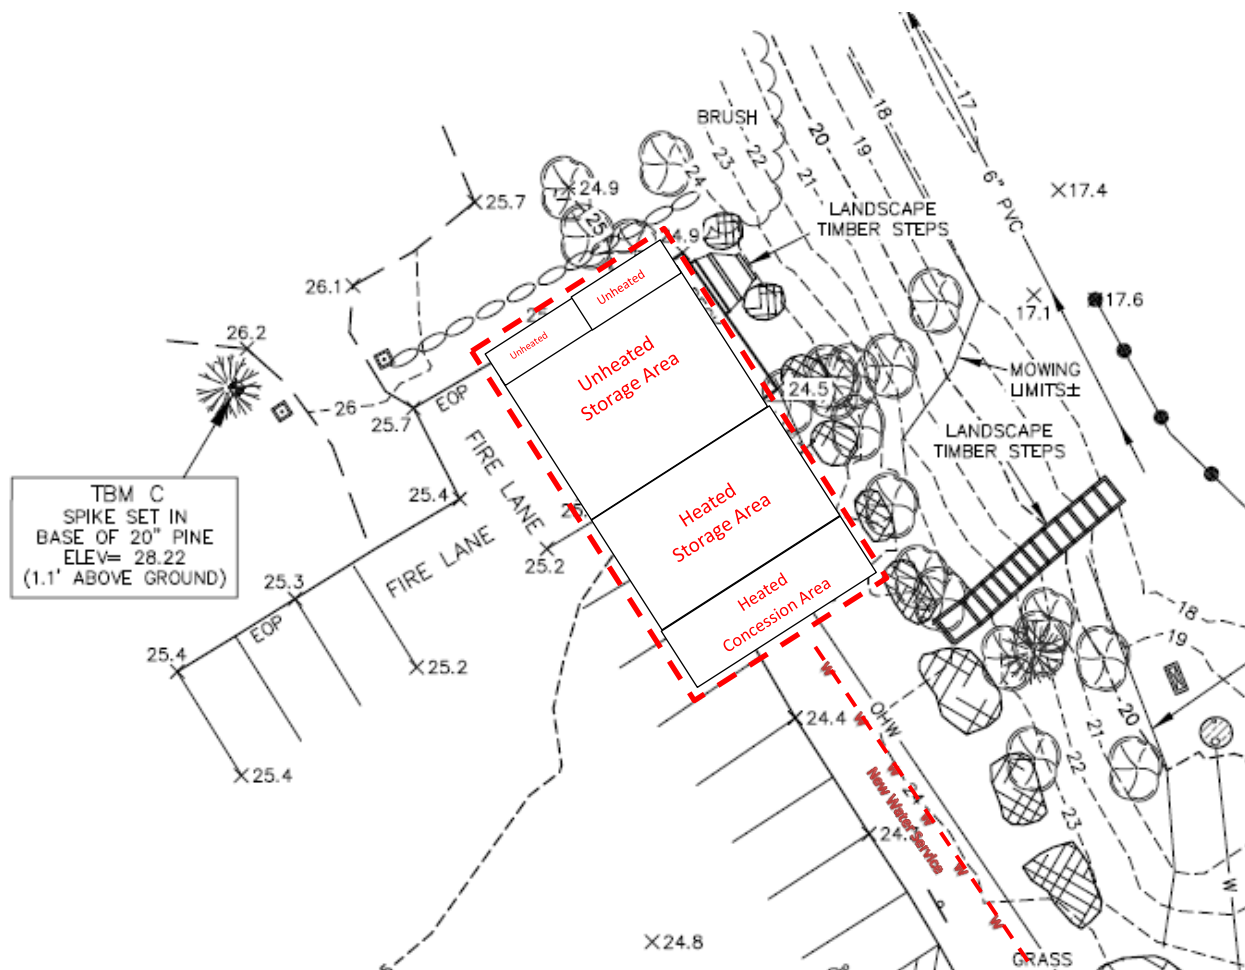 BRUSH
17
18
19
20
21
22
23
24
6" PVC
17.4
24.9
25
25.7
LANDSCAPE
TIMBER STEPS
24.9
26.1
17.6
17.1
26.2
Unheated
Unheated
Unheated
Storage Area
MOWING
LIMITS±
24.5
EOP
26
25.7
LANDSCAPE
TIMBER STEPS
FIRE LANE
25.4
TBM C
SPIKE SET IN
BASE OF 20" PINE
ELEV= 28.22
(1.1' ABOVE GROUND)
Heated
Storage Area
25.2
FIRE LANE
25.3
Heated
Concession Area
EOP
18
19
25.4
25.2
W
OHW
24.4
20
21
22
23
W
W
25.4
24
New Water Service
W
24.
W
W
W
W
24.8
GRASS